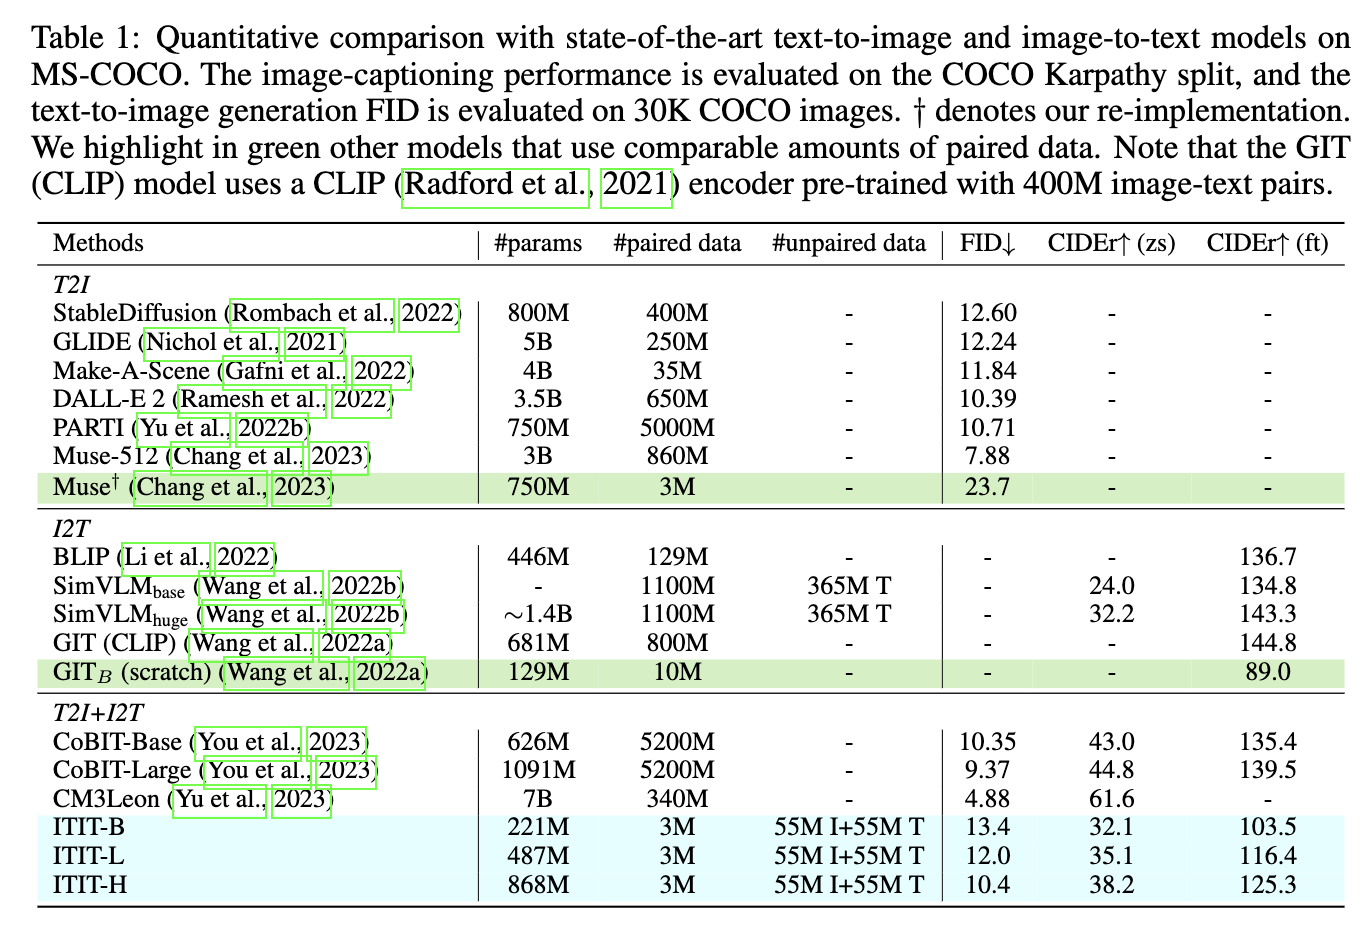 Table 1: Quantitative comparison with state-of-the-art text-to-image and image-to-text models on
MS-COCO. The image-captioning performance is evaluated on the COCO Karpathy split, and the
text-to-image generation FID is evaluated on 30K COCO images. † denotes our re-implementation.
We highlight in green other models that use comparable amounts of paired data. Note that the GIT
(CLIP) model uses a CLIP (Radford et al., 2021) encoder pre-trained with 400M image-text pairs.
Methods #params #paired data #unpaired data FID↓ CIDEr↑ (zs) CIDEr↑ (ft)
T2I
StableDiffusion (Rombach et al., 2022) 800M 400M - 12.60 - -
GLIDE (Nichol et al., 2021) 5B 250M - 12.24 - -
Make-A-Scene (Gafni et al., 2022) 4B 35M - 11.84 - -
DALL-E 2 (Ramesh et al., 2022) 3.5B 650M - 10.39 - -
PARTI (Yu et al., 2022b) 750M 5000M - 10.71 - -
Muse-512 (Chang et al., 2023) 3B 860M - 7.88 - -
Muse† (Chang et al., 2023) 750M 3M - 23.7 - -
I2T
BLIP (Li et al., 2022) 446M 129M - - - 136.7
SimVLMbase (Wang et al., 2022b) - 1100M 365M T - 24.0 134.8
SimVLMhuge (Wang et al., 2022b) ~1.4B 1100M 365M T - 32.2 143.3
GIT (CLIP) (Wang et al., 2022a) 681M 800M - - - 144.8
GITB (scratch) (Wang et al., 2022a) 129M 10M - - - 89.0
T2I+I2T
CoBIT-Base (You et al., 2023) 626M 5200M - 10.35 43.0 135.4
CoBIT-Large (You et al., 2023) 1091M 5200M - 9.37 44.8 139.5
CM3Leon (Yu et al., 2023) 7B 340M - 4.88 61.6 -
ITIT-B 221M 3M 55M I+55M T 13.4 32.1 103.5
ITIT-L 487M 3M 55M I+55M T 12.0 35.1 116.4
ITIT-H 868M 3M 55M I+55M T 10.4 38.2 125.3